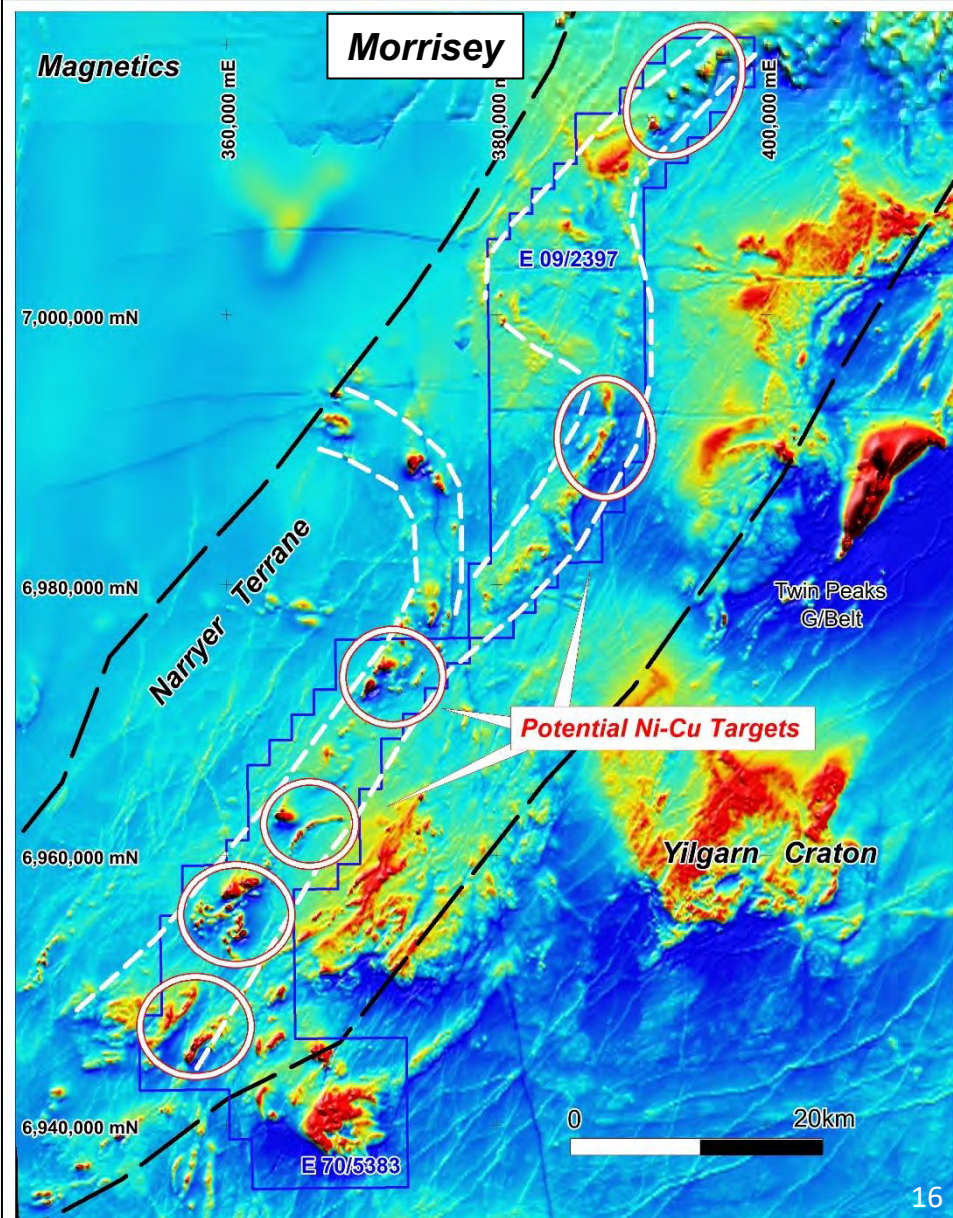 Morrisey
Magnetics
360,000 mE
380,000 m
400,000 mE
E 09/2397
7,000,000 mN
6,980,000 mN
Narryer Terrane
Twin Peaks
G/Belt
Potential Ni-Cu Targets
6,960,000 mN
Yilgarn Craton
6,940,000 mN
0 20km
E 70/5383
16